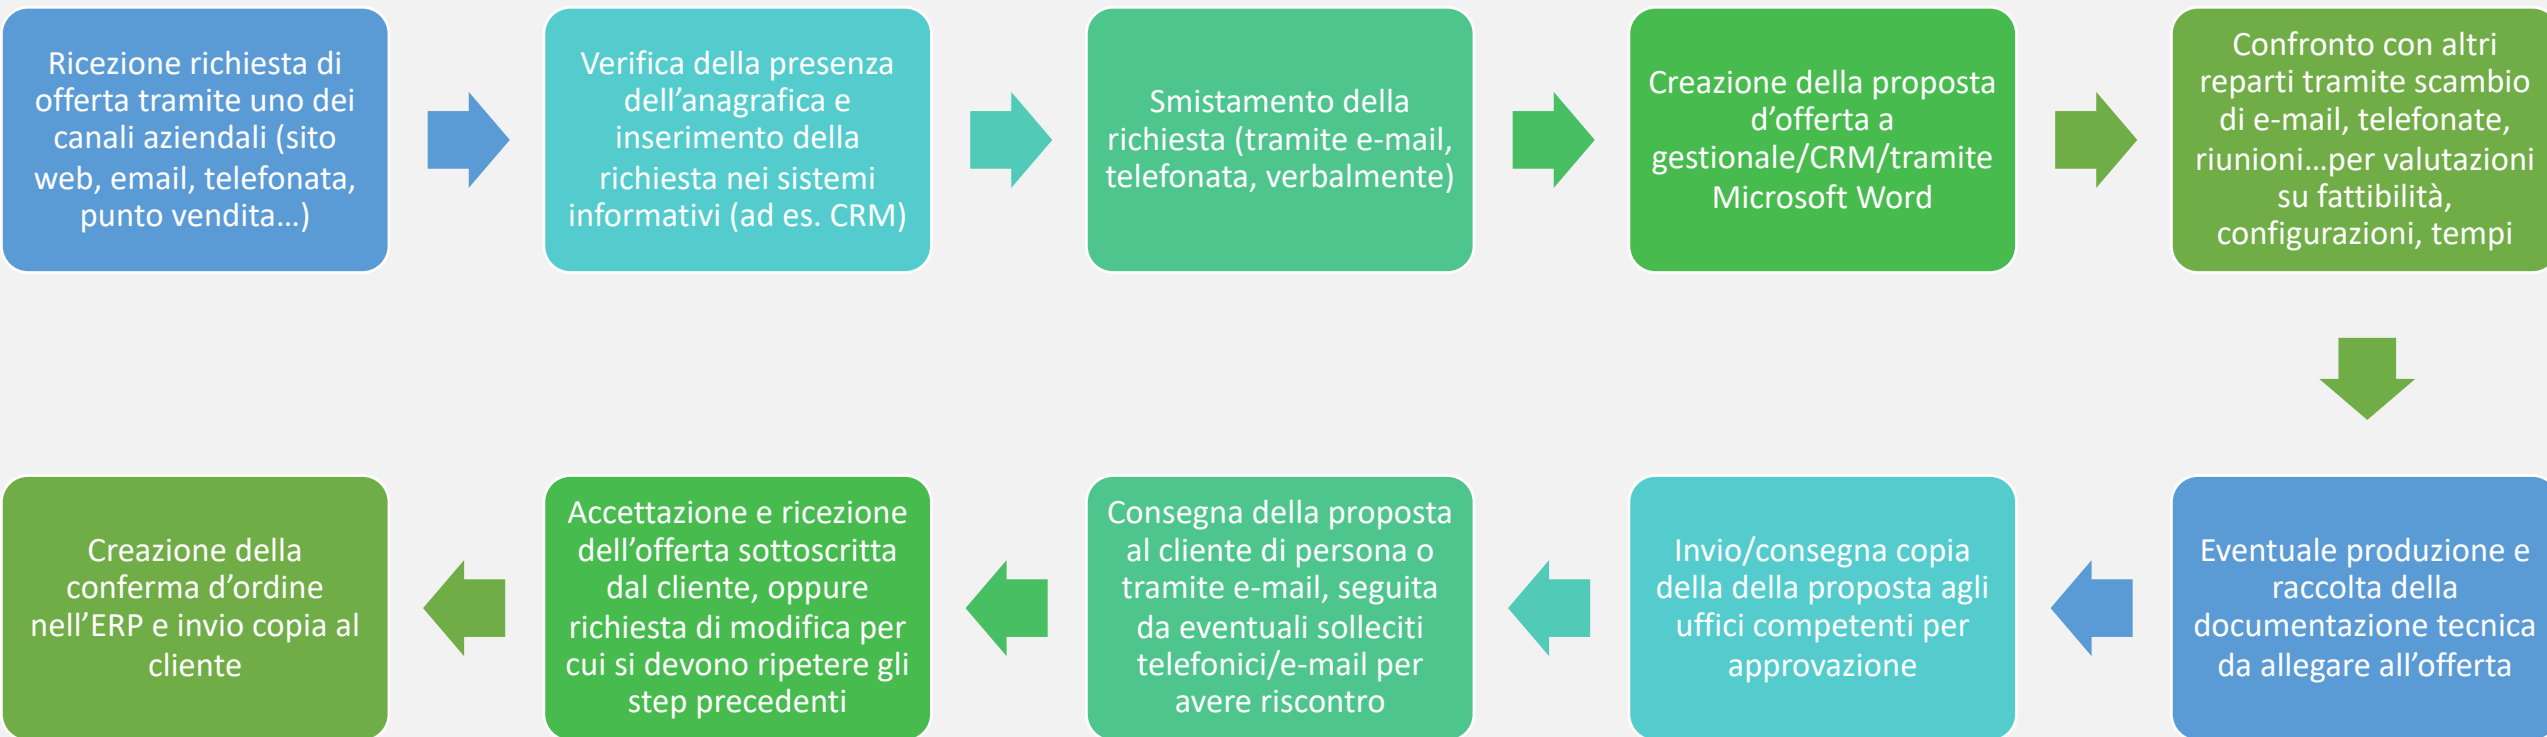 Ricezione richiesta di
offerta tramite uno dei
canali aziendali (sito
web, email, telefonata,
punto vendita...)
Verifica della presenza
dell’anagrafica e
inserimento della
richiesta nei sistemi
informativi (ad es. CRM)
Smistamento della
richiesta (tramite e-mail,
telefonata, verbalmente)
Creazione della proposta
d’offerta a
gestionale/CRM/tramite
Microsoft Word
Confronto con altri
reparti tramite scambio
di e-mail, telefonate,
riunioni...per valutazioni
su fattibilità,
configurazioni, tempi
Eventuale produzione e
raccolta della
documentazione tecnica
da allegare all’offerta
Invio/consegna copia
della della proposta agli
uffici competenti per
approvazione
Consegna della proposta
al cliente di persona o
tramite e-mail, seguita
da eventuali solleciti
telefonici/e-mail per
avere riscontro
Accettazione e ricezione
dell’offerta sottoscritta
dal cliente, oppure
richiesta di modifica per
cui si devono ripetere gli
step precedenti
Creazione della
conferma d’ordine
nell’ERP e invio copia al
cliente